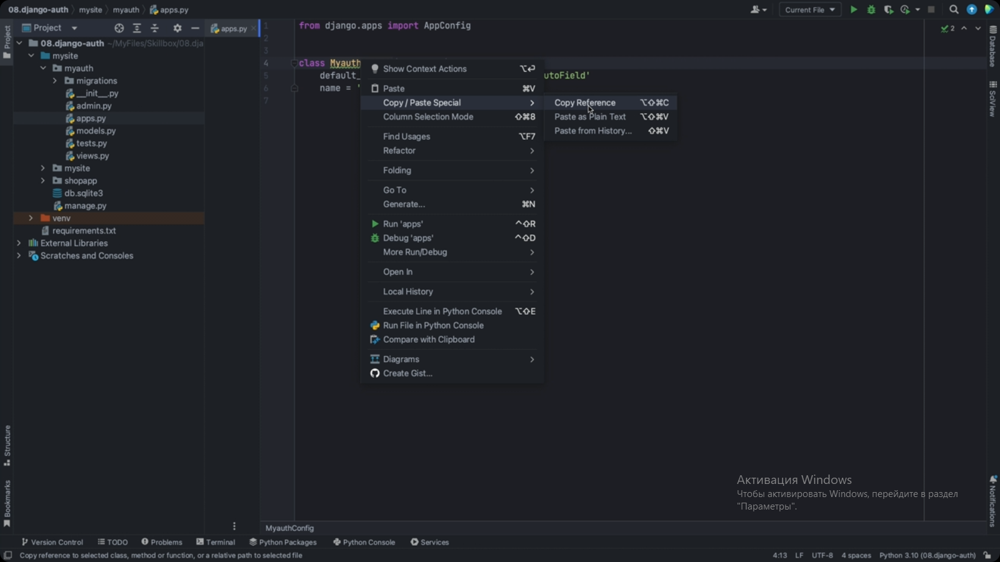 08.django-auth mysite myauth apps.py
Current File
Project
apps.py
Project
08.django-auth ~/MyFiles/Skillbox/08.dja
mysite
myauth
migrations
__init__.py
admin.py
apps.py
models.py
tests.py
views.py
mysite
shopapp
db.sqlite3
manage.py
venv
requirements.txt
External Libraries
Scratches and Consoles
Structure
Bookmarks
1 from django.apps import AppConfig
2
3
4 class Myauth
5 default_ utoField'
6 name = '
7
2
Show Context Actions ⌥↩
Paste ⌘V
Copy / Paste Special
Column Selection Mode ⇧⌘8
Find Usages ⌥F7
Refactor
Folding
Go To
Generate... ⌘N
Run 'apps' ^⇧R
Debug 'apps' ^⇧D
More Run/Debug
Open In
Local History
Execute Line in Python Console ⌥⇧E
Run File in Python Console
Compare with Clipboard
Diagrams
Create Gist...
Copy Reference ⌥⇧⌘C
Paste as Plain Text ⌥⇧⌘V
Paste from History... ⇧⌘V
Database
SciView
Notifications
Активация Windows
Чтобы активировать Windows, перейдите в раздел
"Параметры".
MyauthConfig
Version Control TODO Problems Terminal Python Packages Python Console Services
Copy reference to selected class, method or function, or a relative path to selected file
4:13 LF UTF-8 4 spaces Python 3.10 (08.django-auth)